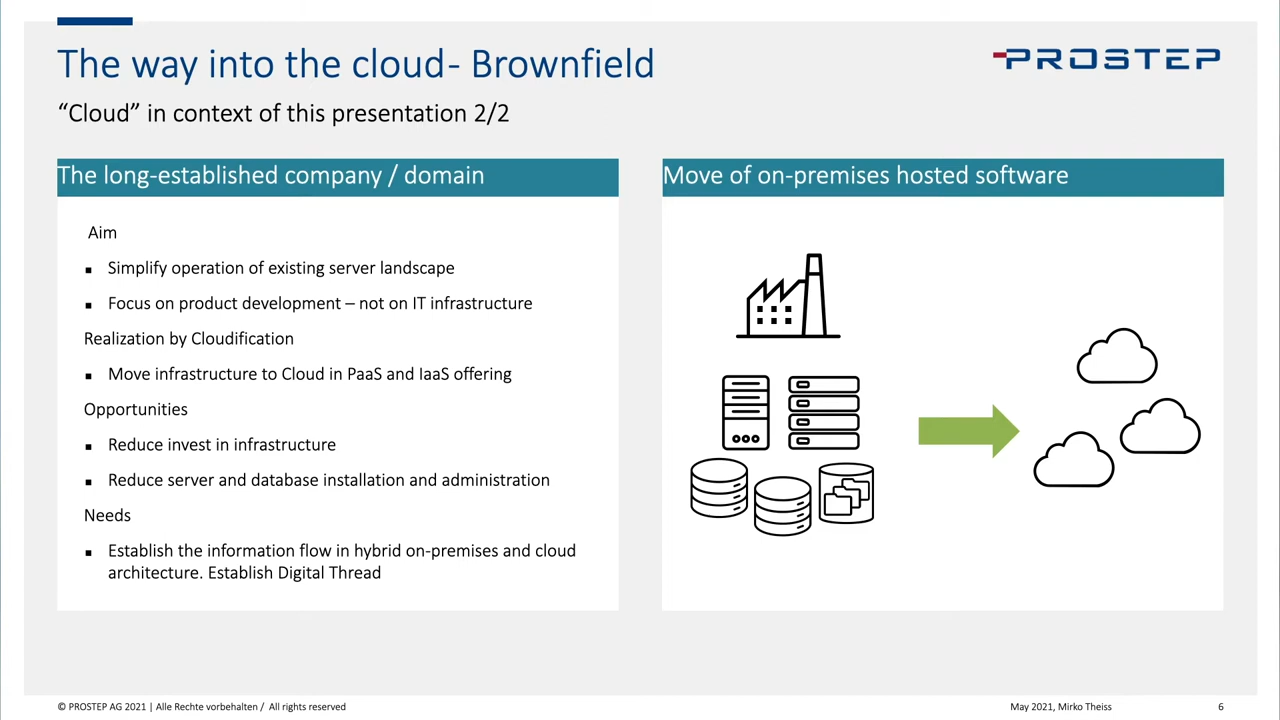 The way into the cloud- Brownfield
PROSTEP
“Cloud” in context of this presentation 2/2
The long-established company / domain
Aim
▪ Simplify operation of existing server landscape
▪ Focus on product development – not on IT infrastructure
Realization by Cloudification
▪ Move infrastructure to Cloud in PaaS and IaaS offering
Opportunities
▪ Reduce invest in infrastructure
▪ Reduce server and database installation and administration
Needs
▪ Establish the information flow in hybrid on-premises and cloud
architecture. Establish Digital Thread
Move of on-premises hosted software
© PROSTEP AG 2021 | Alle Rechte vorbehalten / All rights reserved
May 2021, Mirko Theiss
6